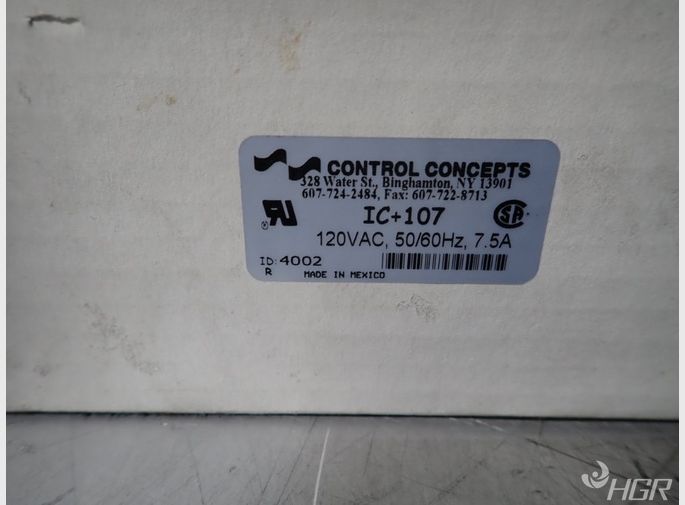 CONTROL CONCEPTS
328 Water St., Binghamton, NY 13901
607-724-2484, Fax: 607-722-8713
IC+107
120VAC, 50/60Hz, 7.5A
ID: 4002
R MADE IN MEXICO
HGR